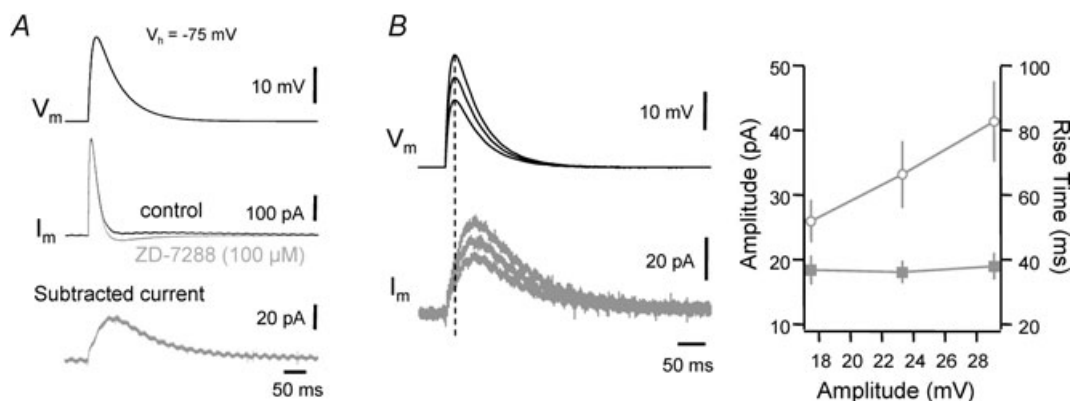 A
V_h = -75 mV
10 mV
V_m
control
100 pA
I_m
ZD-7288 (100 µM)
Subtracted current
20 pA
50 ms
B
10 mV
V_m
20 pA
I_m
50 ms
50
40
30
20
10
Amplitude (pA)
100
80
60
40
20
Rise Time (ms)
18 20 22 24 26 28
Amplitude (mV)